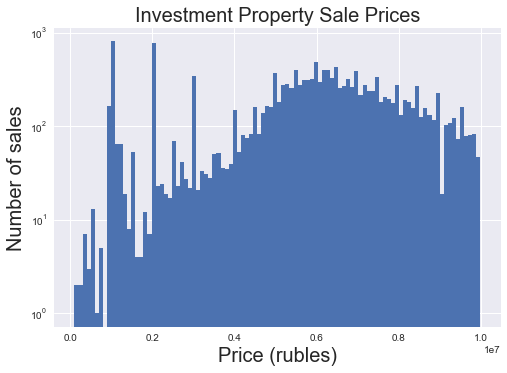 Investment Property Sale Prices
Number of sales
10³
10²
10¹
10⁰
0.0 0.2 0.4 0.6 0.8 1.0
1e7
Price (rubles)